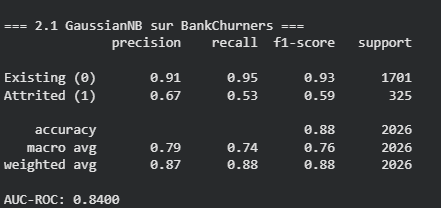 === 2.1 GaussianNB sur BankChurners ===
precision recall f1-score support
Existing (0) 0.91 0.95 0.93 1701
Attrited (1) 0.67 0.53 0.59 325
accuracy 0.88 2026
macro avg 0.79 0.74 0.76 2026
weighted avg 0.87 0.88 0.88 2026
AUC-ROC: 0.8400